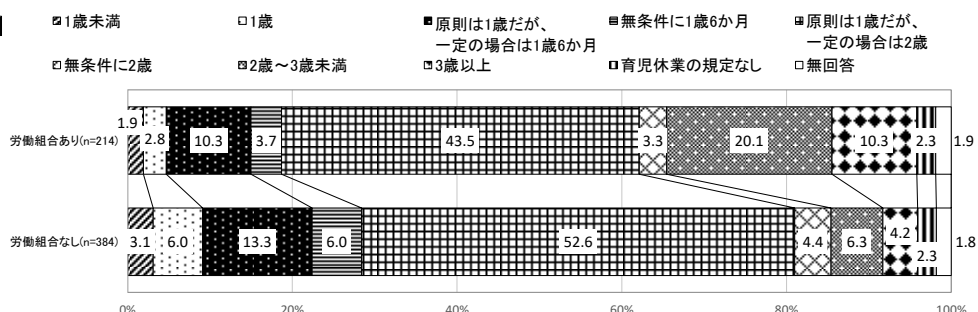 1歳未満 1歳 原則は1歳だが、 無条件に1歳6か月 原則は1歳だが、
一定の場合は1歳6か月 一定の場合は2歳
無条件に2歳 2歳～3歳未満 3歳以上 育児休業の規定なし 無回答
労働組合あり(n=214) 1.9 2.8 10.3 3.7 43.5 3.3 20.1 10.3 2.3 1.9
労働組合なし(n=384) 3.1 6.0 13.3 6.0 52.6 4.4 6.3 4.2 2.3 1.8
0% 20% 40% 60% 80% 100%